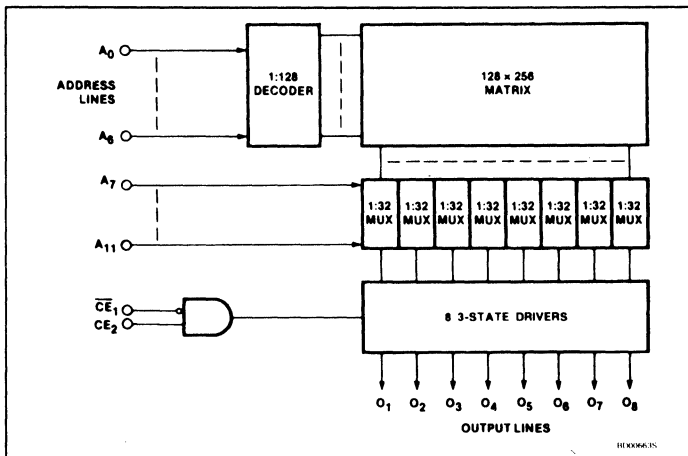 A0
ADDRESS
LINES
A6
1:128
DECODER
128 × 256
MATRIX
A7
A11
1:32 MUX
1:32 MUX
1:32 MUX
1:32 MUX
1:32 MUX
1:32 MUX
1:32 MUX
1:32 MUX
C̅E̅1
CE2
8 3-STATE DRIVERS
O1 O2 O3 O4 O5 O6 O7 O8
OUTPUT LINES
BD00663S